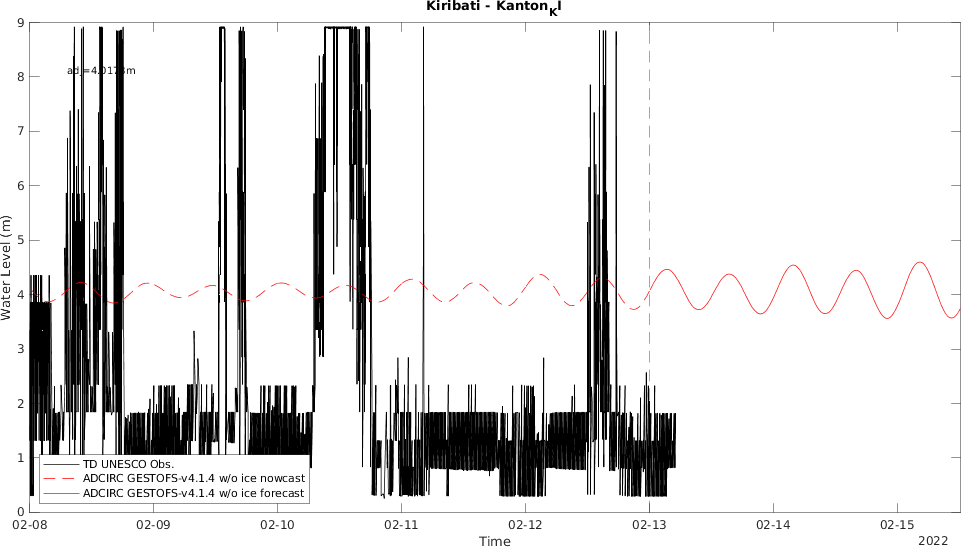 Kiribati - Kanton_KI
9
8
7
6
5
4
3
2
1
0
Water Level (m)
adj=4.0173m
TD UNESCO Obs.
ADCIRC GESTOFS-v4.1.4 w/o ice nowcast
ADCIRC GESTOFS-v4.1.4 w/o ice forecast
02-08 02-09 02-10 02-11 02-12 02-13 02-14 02-15
Time
2022